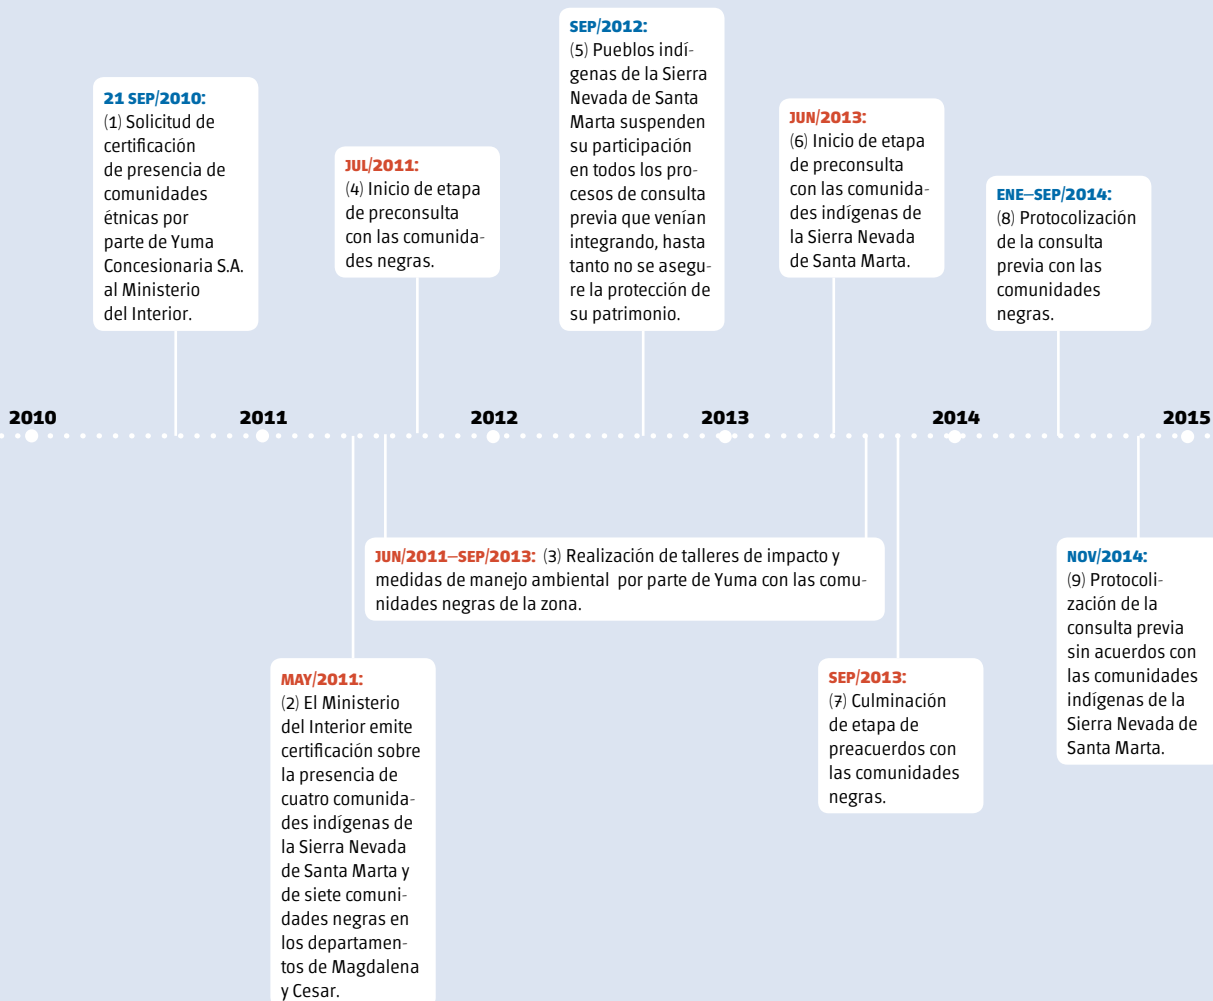 SEP/2012:
(5) Pueblos indí-
genas de la Sierra
Nevada de Santa
Marta suspenden
su participación
en todos los pro-
cesos de consulta
previa que venían
integrando, hasta
tanto no se asegu-
re la protección de
su patrimonio.
21 SEP/2010:
(1) Solicitud de
certificación
de presencia de
comunidades
étnicas por
parte de Yuma
Concesionaria S.A.
al Ministerio
del Interior.
JUL/2011:
(4) Inicio de etapa
de preconsulta
con las comunida-
des negras.
JUN/2013:
(6) Inicio de etapa
de preconsulta
con las comunida-
des indígenas de
la Sierra Nevada
de Santa Marta.
ENE–SEP/2014:
(8) Protocolización
de la consulta
previa con las
comunidades
negras.
2010
2011
2012
2013
2014
2015
JUN/2011–SEP/2013: (3) Realización de talleres de impacto y
medidas de manejo ambiental por parte de Yuma con las comu-
nidades negras de la zona.
NOV/2014:
(9) Protocoli-
zación de la
consulta previa
sin acuerdos con
las comunidades
indígenas de la
Sierra Nevada de
Santa Marta.
MAY/2011:
(2) El Ministerio
del Interior emite
certificación sobre
la presencia de
cuatro comunida-
des indígenas de
la Sierra Nevada
de Santa Marta y
de siete comuni-
dades negras en
los departamen-
tos de Magdalena
y Cesar.
SEP/2013:
(7) Culminación
de etapa de
preacuerdos con
las comunidades
negras.